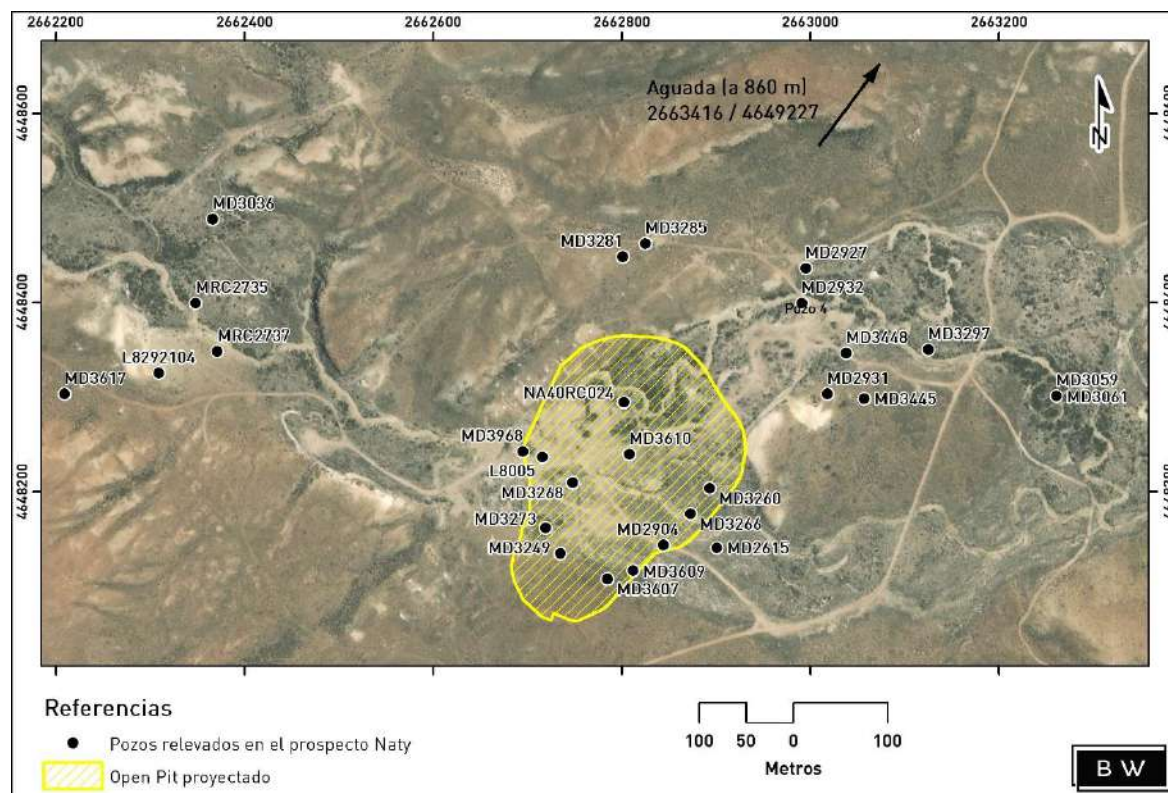 2662200 2662400 2662600 2662800 2663000 2663200
Aguada (a 860 m)
2663416 / 4649227
4648600
4648600
N
MD3036
MD3285
MD3281
MD2927
MRC2735
MD2932
4648400
4648400
Pozo 4
MRC2737
MD3448
MD3297
L8292104
MD3617
MD2931
MD3059
MD3445
MD3061
NA40RC024
MD3968
MD3610
L8005
MD3268
MD3260
4648200
4648200
MD3273
MD2904
MD3266
MD3249
MD2615
MD3609
MD3607
Referencias
Pozos relevados en el prospecto Naty
Open Pit proyectado
100 50 0 100
Metros
B W